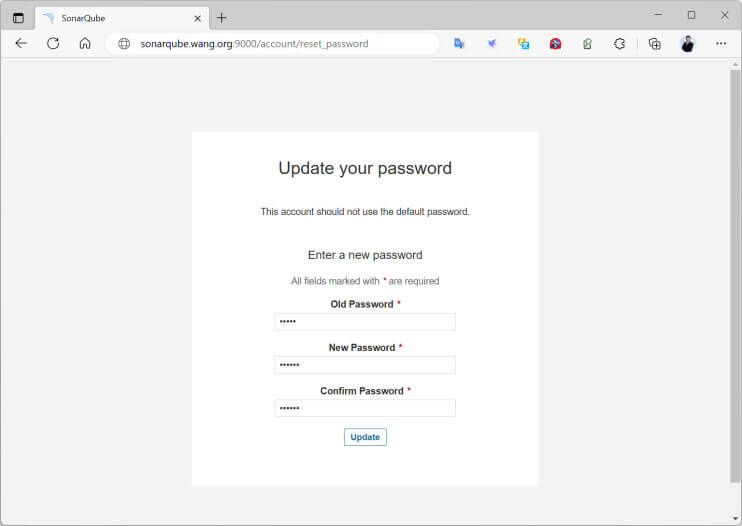 SonarQube
sonarqube.wang.org:9000/account/reset_password
Update your password
This account should not use the default password.
Enter a new password
All fields marked with * are required
Old Password *
•••••
New Password *
••••••
Confirm Password *
••••••
Update